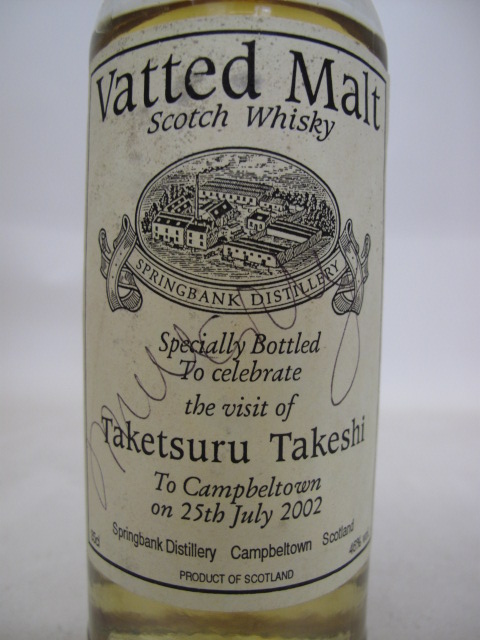 Vatted Malt
Scotch Whisky
SPRINGBANK DISTILLERY
Specially Bottled
To celebrate
the visit of
Taketsuru Takeshi
To Campbeltown
on 25th July 2002
Springbank Distillery Campbeltown Scotland
46%
PRODUCT OF SCOTLAND